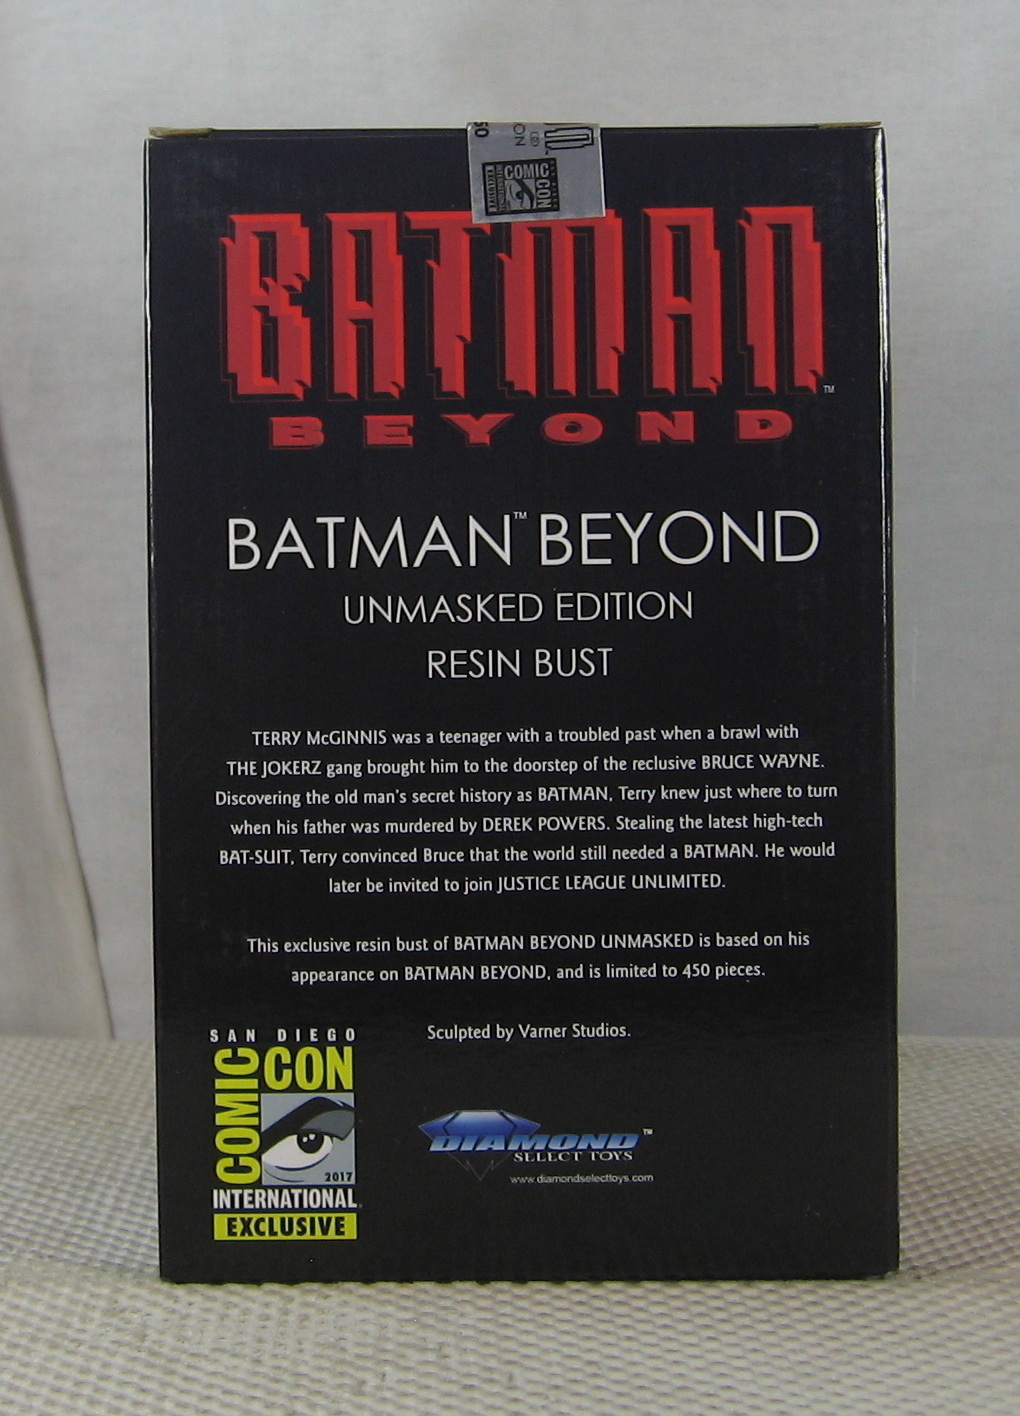 COMIC
CON
EXCLUSIVE
BATMAN™
BEYOND
BATMAN™ BEYOND
UNMASKED EDITION
RESIN BUST
TERRY McGINNIS was a teenager with a troubled past when a brawl with
THE JOKERZ gang brought him to the doorstep of the reclusive BRUCE WAYNE.
Discovering the old man's secret history as BATMAN, Terry knew just where to turn
when his father was murdered by DEREK POWERS. Stealing the latest high-tech
BAT-SUIT, Terry convinced Bruce that the world still needed a BATMAN. He would
later be invited to join JUSTICE LEAGUE UNLIMITED.
This exclusive resin bust of BATMAN BEYOND UNMASKED is based on his
appearance on BATMAN BEYOND, and is limited to 450 pieces.
Sculpted by Varner Studios.
SAN DIEGO
COMIC
CON
2017
INTERNATIONAL
EXCLUSIVE
DIAMOND™
SELECT TOYS
www.diamondselecttoys.com